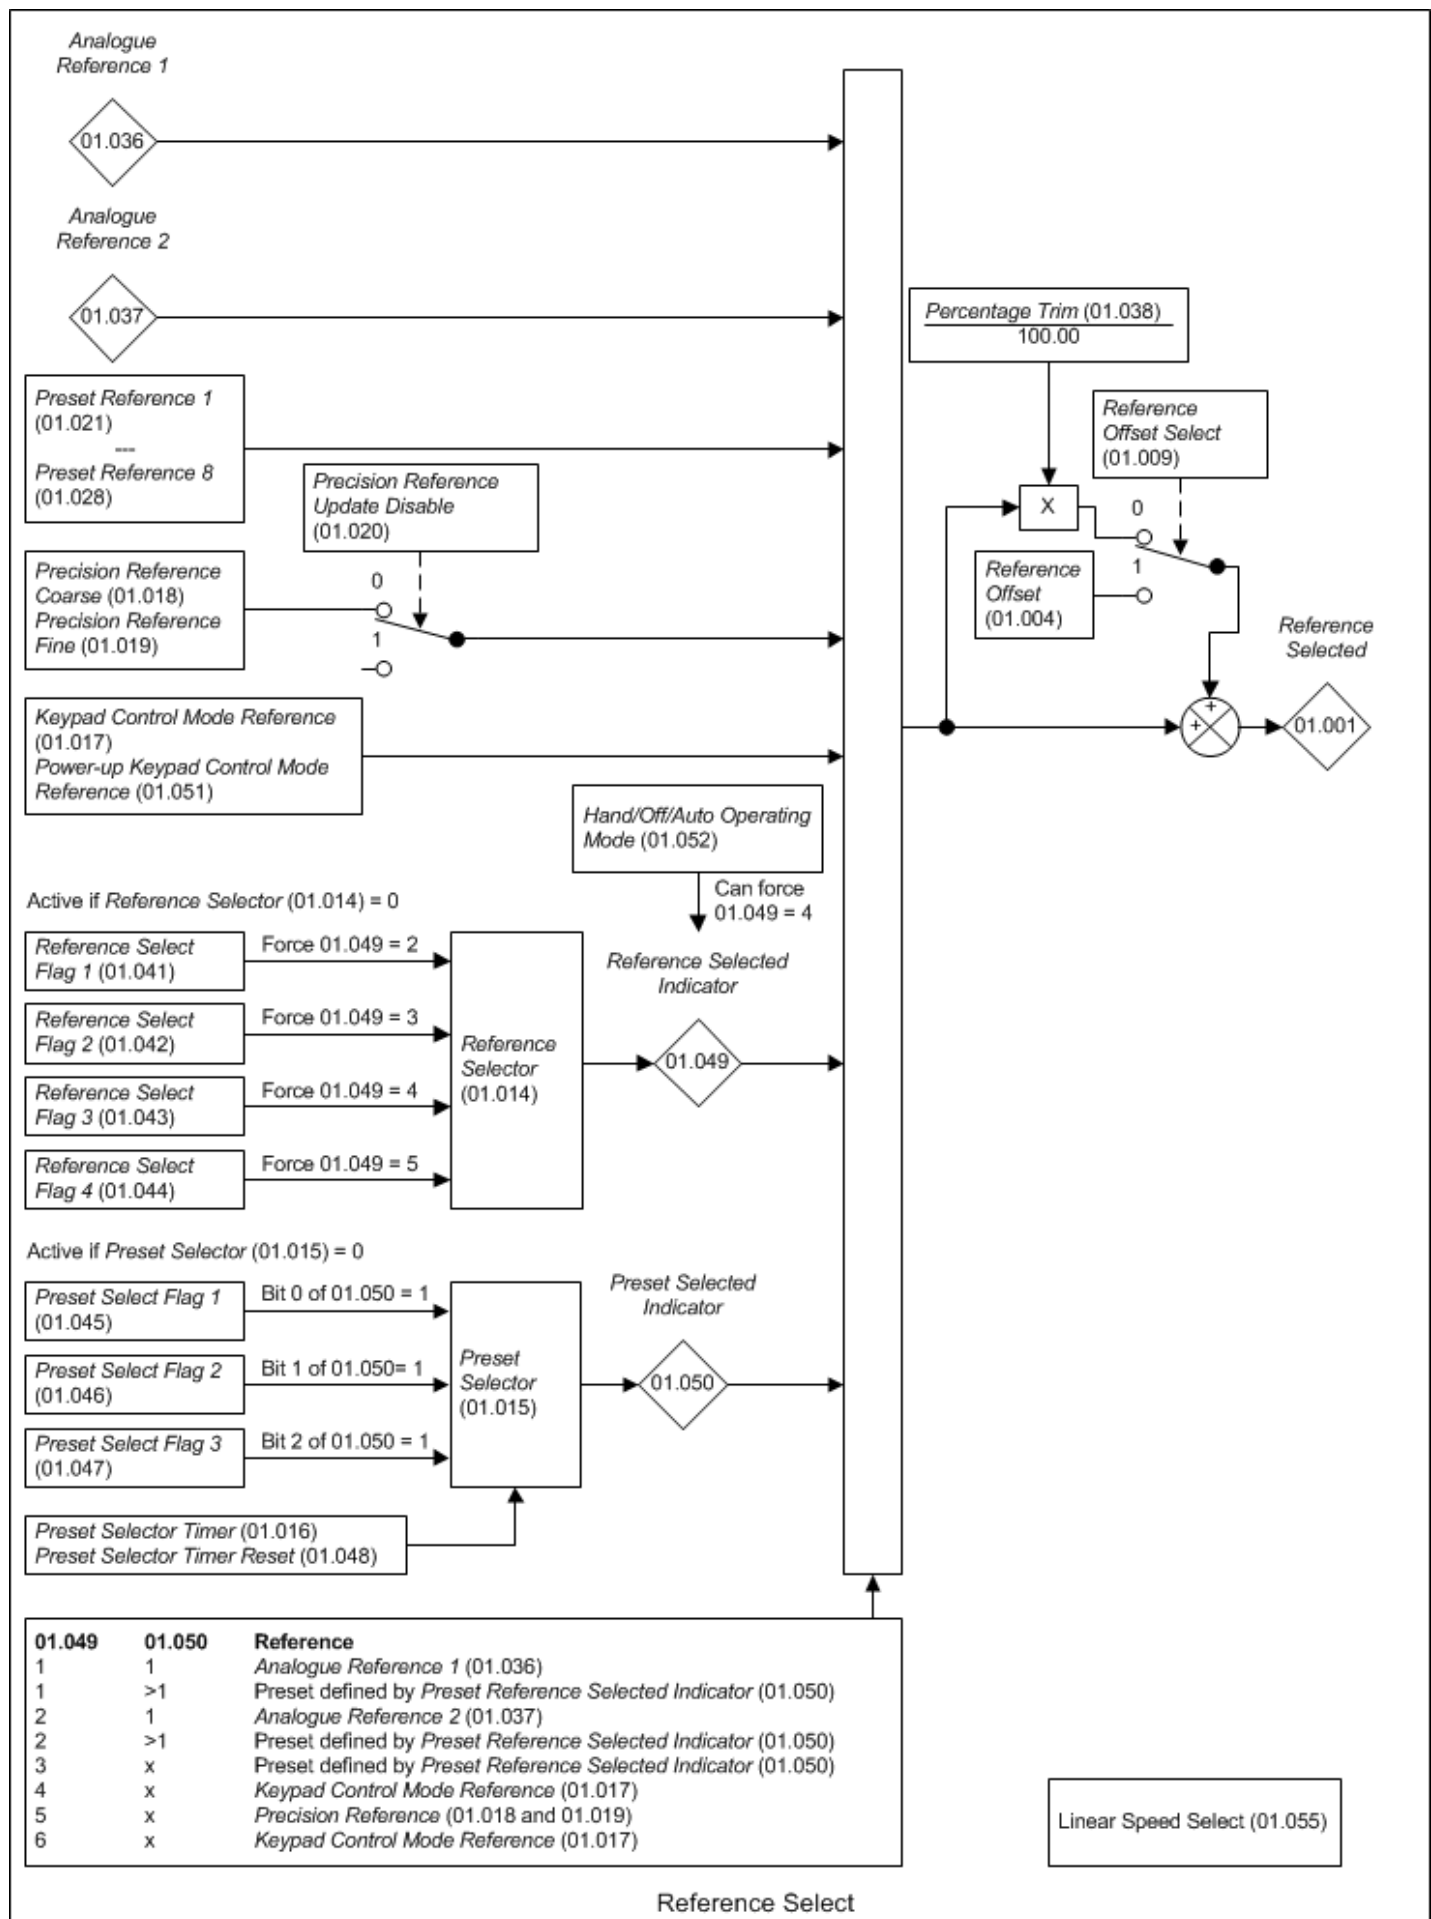 Analogue
Reference 1
01.036
Analogue
Reference 2
01.037
Percentage Trim (01.038)
100.00
Preset Reference 1
(01.021)
---
Preset Reference 8
(01.028)
Reference
Offset Select
(01.009)
Precision Reference
Update Disable
(01.020)
X
0
1
Reference
Offset
(01.004)
Precision Reference
Coarse (01.018)
Precision Reference
Fine (01.019)
0
1
Reference
Selected
+
+
01.001
Keypad Control Mode Reference
(01.017)
Power-up Keypad Control Mode
Reference (01.051)
Hand/Off/Auto Operating
Mode (01.052)
Can force
01.049 = 4
Active if Reference Selector (01.014) = 0
Reference Select
Flag 1 (01.041)
Force 01.049 = 2
Reference Select
Flag 2 (01.042)
Force 01.049 = 3
Reference Select
Flag 3 (01.043)
Force 01.049 = 4
Reference Select
Flag 4 (01.044)
Force 01.049 = 5
Reference
Selector
(01.014)
Reference Selected
Indicator
01.049
Active if Preset Selector (01.015) = 0
Preset Select Flag 1
(01.045)
Bit 0 of 01.050 = 1
Preset Select Flag 2
(01.046)
Bit 1 of 01.050= 1
Preset Select Flag 3
(01.047)
Bit 2 of 01.050 = 1
Preset
Selector
(01.015)
Preset Selected
Indicator
01.050
Preset Selector Timer (01.016)
Preset Selector Timer Reset (01.048)
01.049 01.050 Reference
1 1 Analogue Reference 1 (01.036)
1 >1 Preset defined by Preset Reference Selected Indicator (01.050)
2 1 Analogue Reference 2 (01.037)
2 >1 Preset defined by Preset Reference Selected Indicator (01.050)
3 x Preset defined by Preset Reference Selected Indicator (01.050)
4 x Keypad Control Mode Reference (01.017)
5 x Precision Reference (01.018 and 01.019)
6 x Keypad Control Mode Reference (01.017)
Linear Speed Select (01.055)
Reference Select